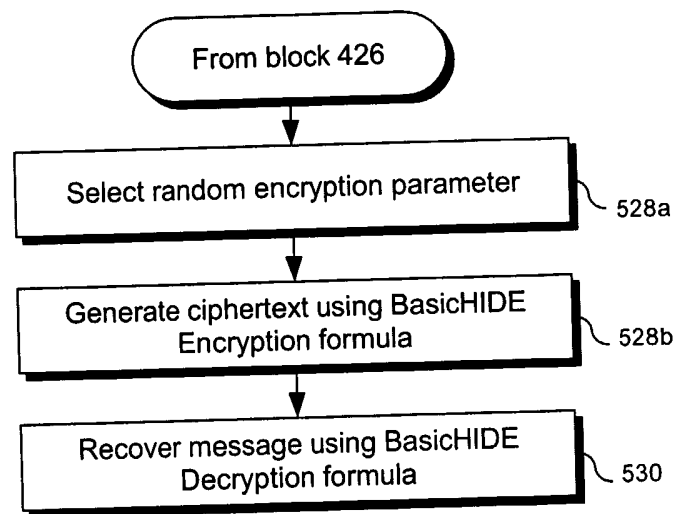 From block 426
Select random encryption parameter
528a
Generate ciphertext using BasicHIDE
Encryption formula
528b
Recover message using BasicHIDE
Decryption formula
530